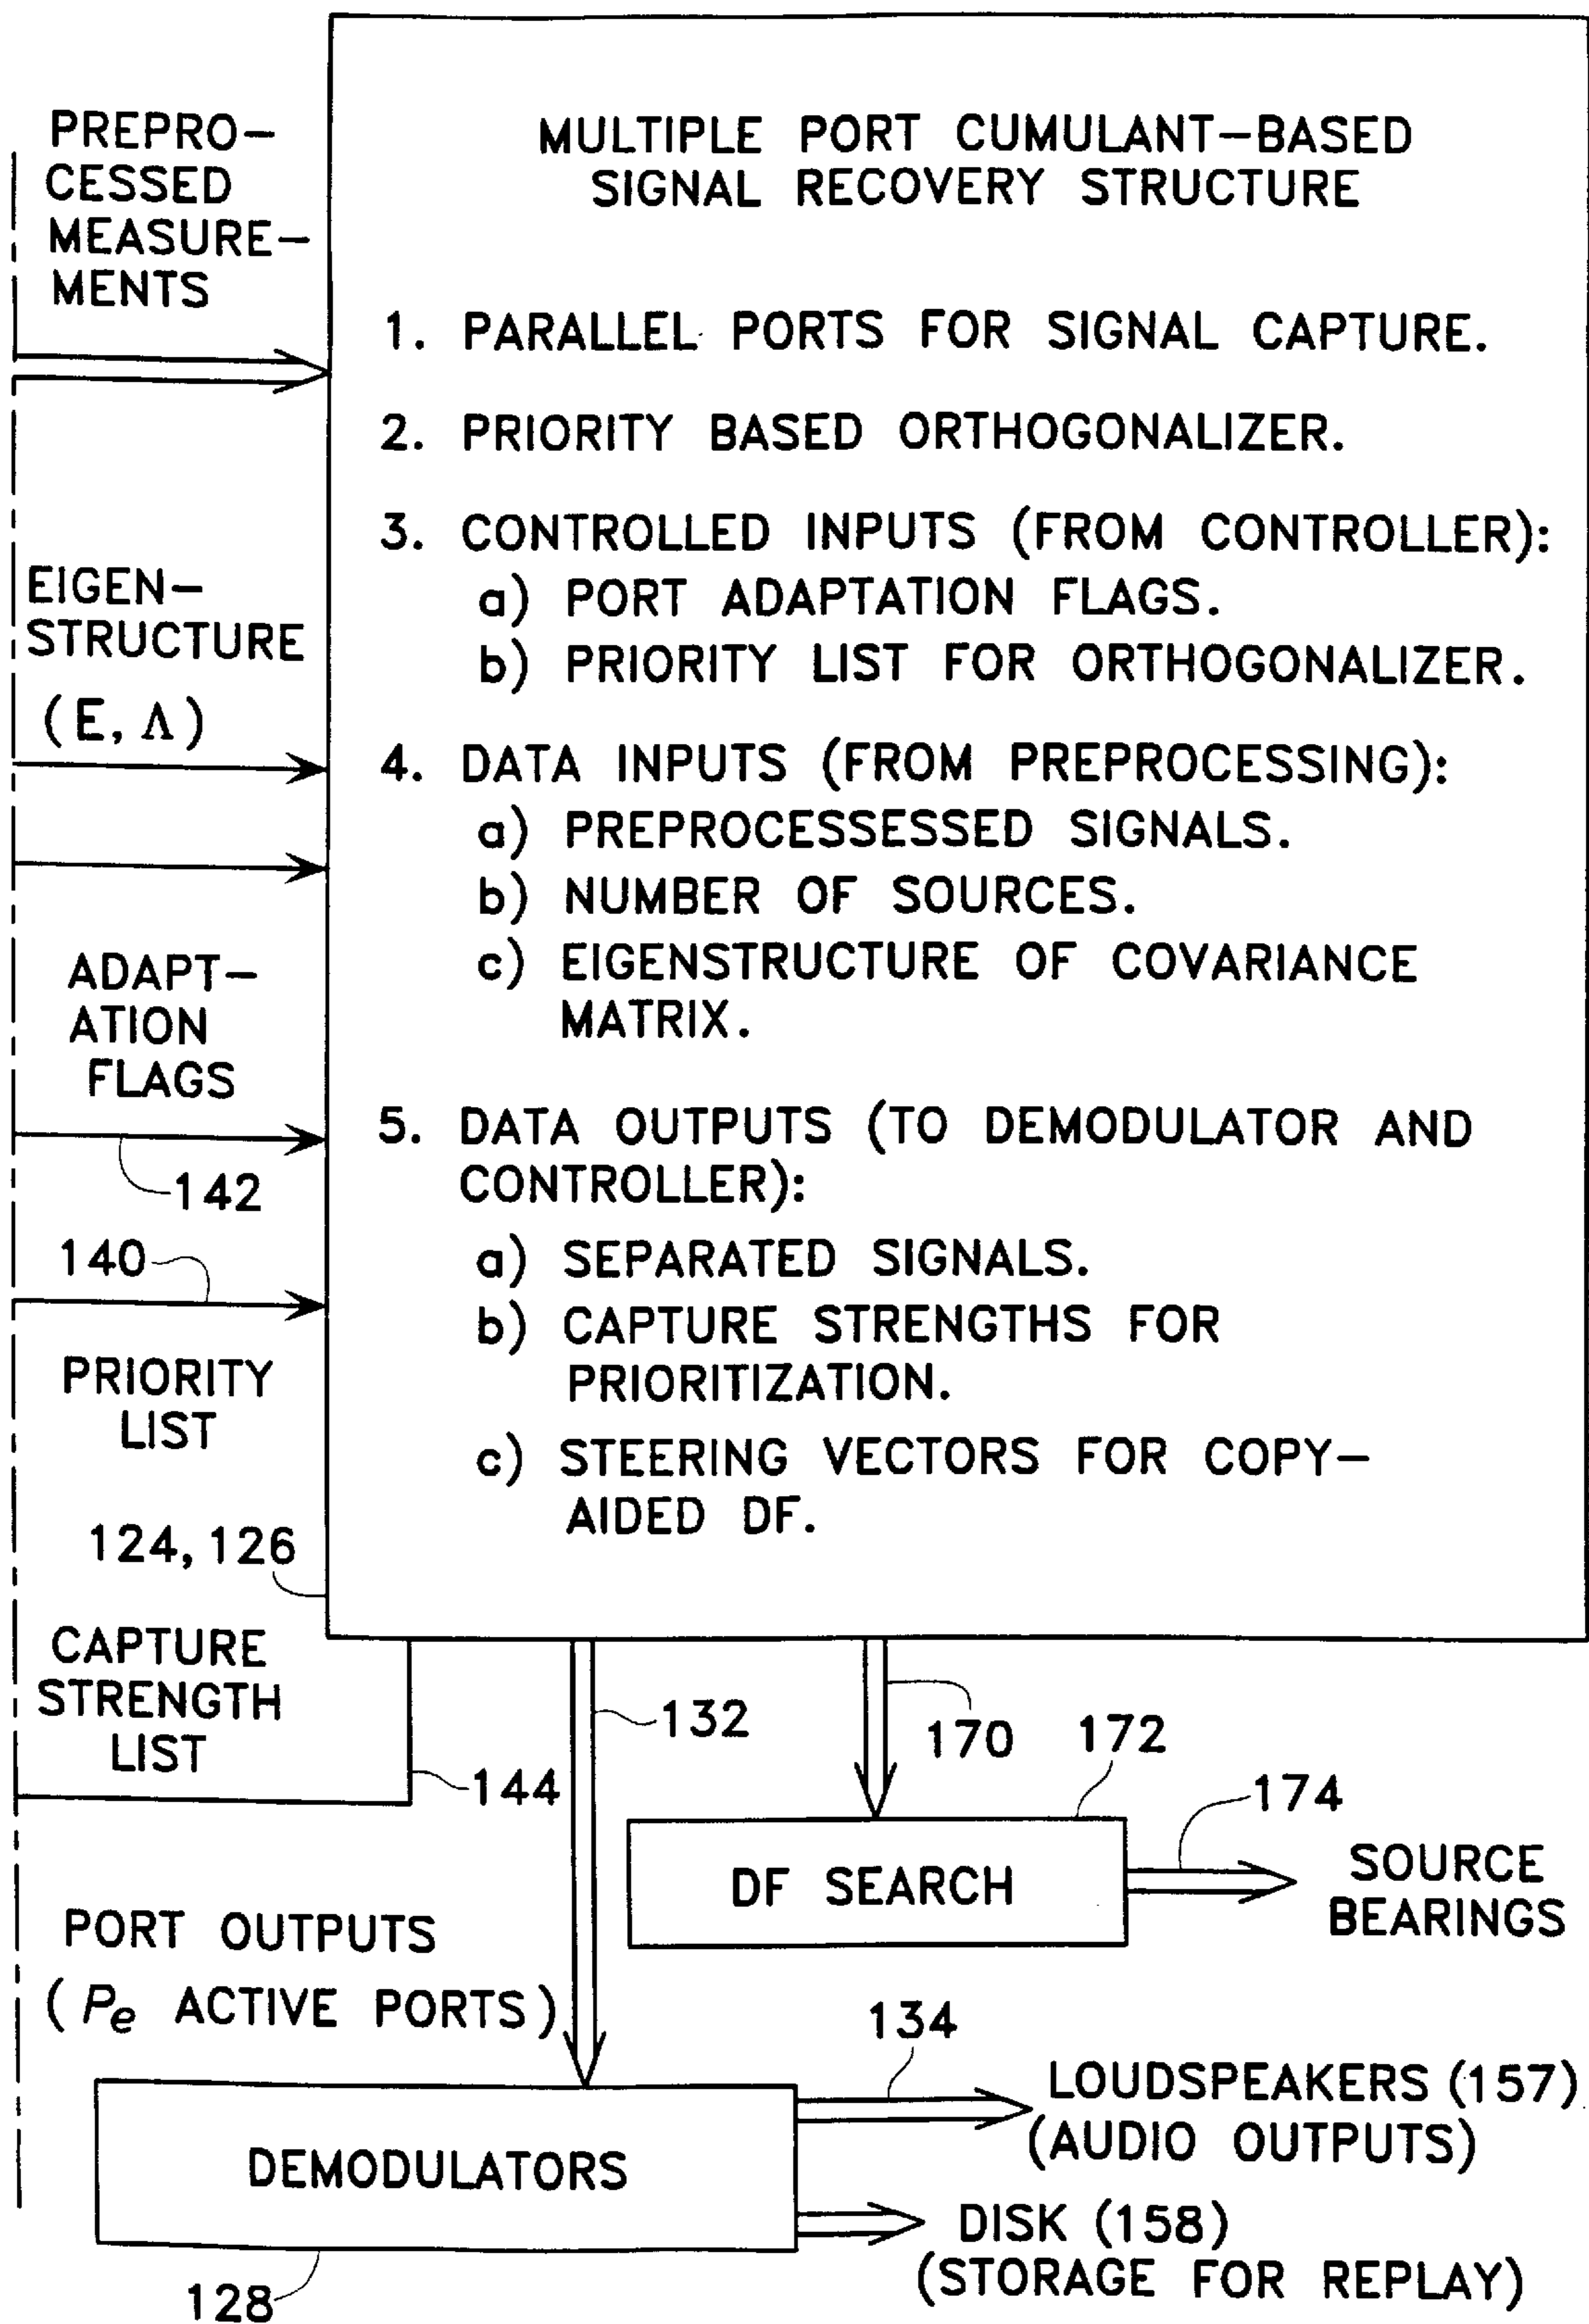 PREPRO-
CESSED
MEASURE-
MENTS
EIGEN-
STRUCTURE
(E, Λ)
ADAPT-
ATION
FLAGS
142
140
PRIORITY
LIST
124, 126
CAPTURE
STRENGTH
LIST
144
MULTIPLE PORT CUMULANT-BASED
SIGNAL RECOVERY STRUCTURE
1. PARALLEL PORTS FOR SIGNAL CAPTURE.
2. PRIORITY BASED ORTHOGONALIZER.
3. CONTROLLED INPUTS (FROM CONTROLLER):
a) PORT ADAPTATION FLAGS.
b) PRIORITY LIST FOR ORTHOGONALIZER.
4. DATA INPUTS (FROM PREPROCESSING):
a) PREPROCESSESSED SIGNALS.
b) NUMBER OF SOURCES.
c) EIGENSTRUCTURE OF COVARIANCE
MATRIX.
5. DATA OUTPUTS (TO DEMODULATOR AND
CONTROLLER):
a) SEPARATED SIGNALS.
b) CAPTURE STRENGTHS FOR
PRIORITIZATION.
c) STEERING VECTORS FOR COPY-
AIDED DF.
132
170
172
174
DF SEARCH
SOURCE
BEARINGS
PORT OUTPUTS
(Pe ACTIVE PORTS)
134
DEMODULATORS
128
LOUDSPEAKERS (157)
(AUDIO OUTPUTS)
DISK (158)
(STORAGE FOR REPLAY)